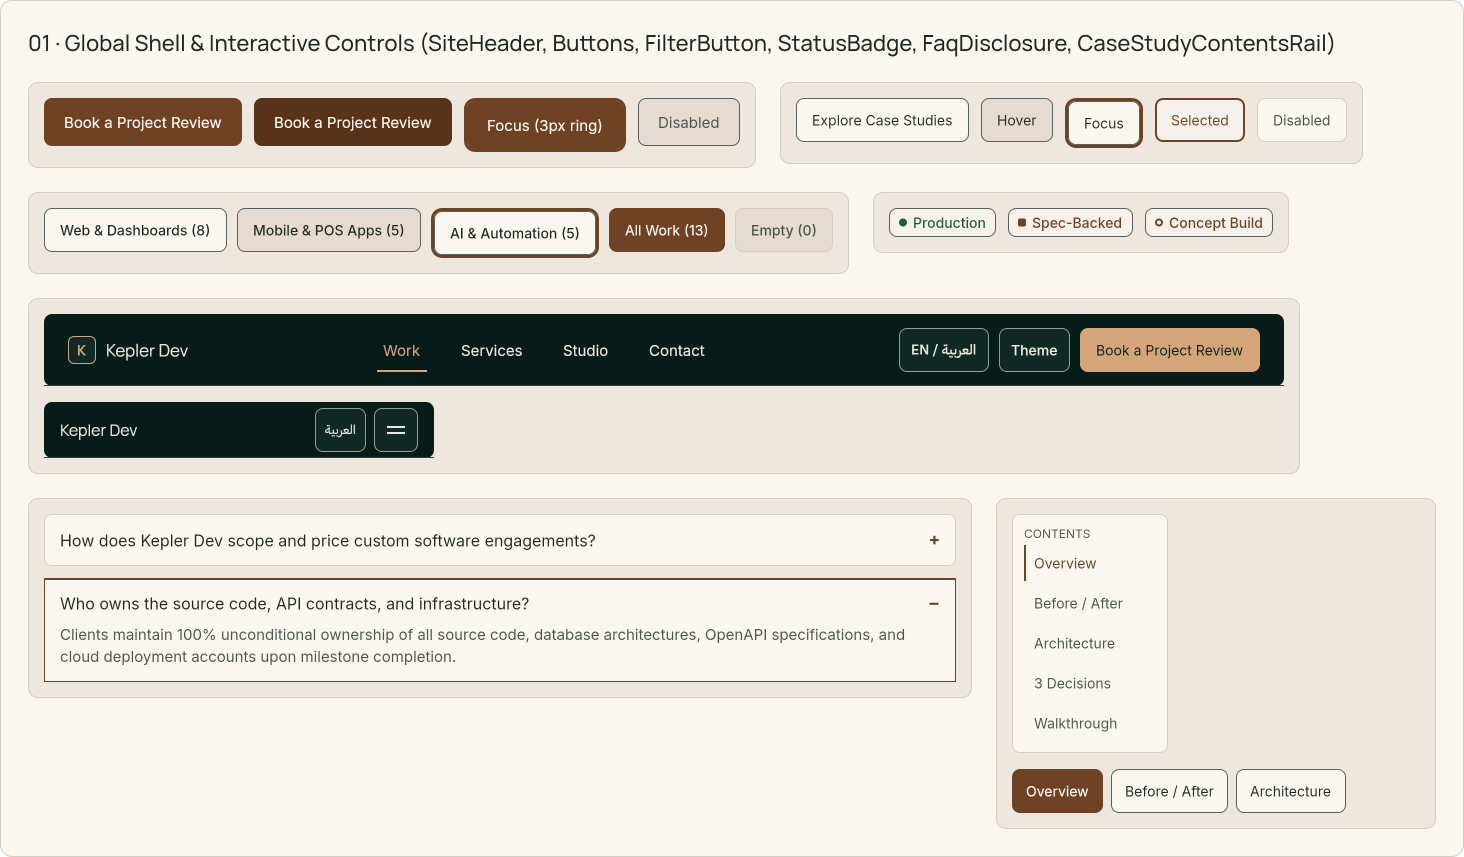 01 · Global Shell & Interactive Controls (SiteHeader, Buttons, FilterButton, StatusBadge, FaqDisclosure, CaseStudyContentsRail)
Book a Project Review
Book a Project Review
Focus (3px ring)
Disabled
Explore Case Studies
Hover
Focus
Selected
Disabled
Web & Dashboards (8)
Mobile & POS Apps (5)
AI & Automation (5)
All Work (13)
Empty (0)
Production
Spec-Backed
Concept Build
K
Kepler Dev
Work
Services
Studio
Contact
EN / العربية
Theme
Book a Project Review
Kepler Dev
العربية
How does Kepler Dev scope and price custom software engagements?
+
Who owns the source code, API contracts, and infrastructure?
−
Clients maintain 100% unconditional ownership of all source code, database architectures, OpenAPI specifications, and
cloud deployment accounts upon milestone completion.
CONTENTS
Overview
Before / After
Architecture
3 Decisions
Walkthrough
Overview
Before / After
Architecture